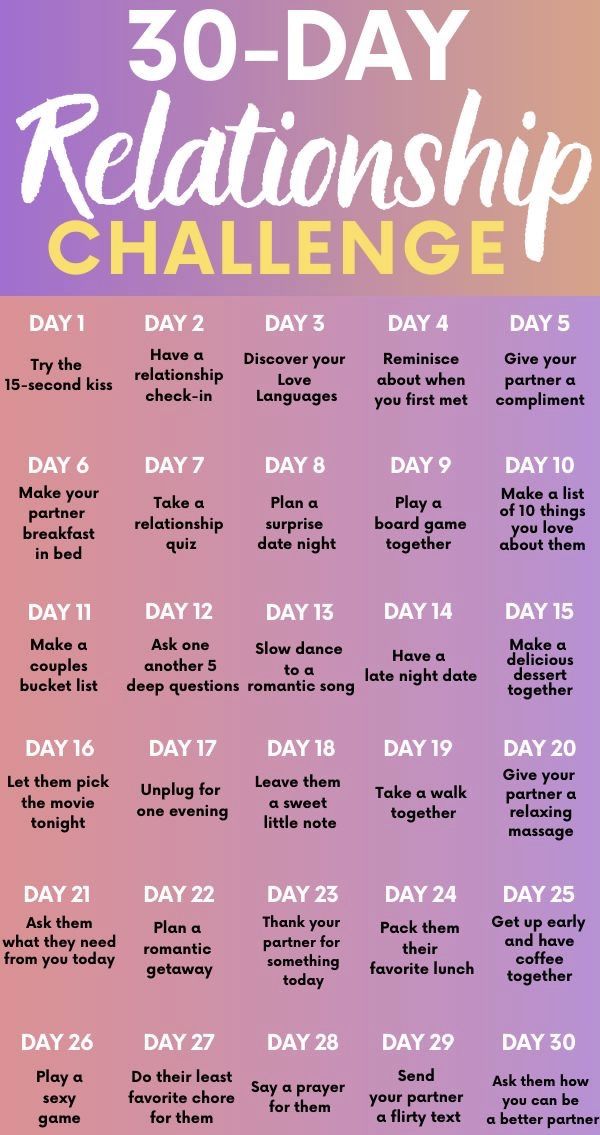 30-DAY
Relationship
CHALLENGE
DAY 1
Try the
15-second kiss
DAY 2
Have a
relationship
check-in
DAY 3
Discover your
Love
Languages
DAY 4
Reminisce
about when
you first met
DAY 5
Give your
partner a
compliment
DAY 6
Make your
partner
breakfast
in bed
DAY 7
Take a
relationship
quiz
DAY 8
Plan a
surprise
date night
DAY 9
Play a
board game
together
DAY 10
Make a list
of 10 things
you love
about them
DAY 11
Make a
couples
bucket list
DAY 12
Ask one
another 5
deep questions
DAY 13
Slow dance
to a
romantic song
DAY 14
Have a
late night date
DAY 15
Make a
delicious
dessert
together
DAY 16
Let them pick
the movie
tonight
DAY 17
Unplug for
one evening
DAY 18
Leave them
a sweet
little note
DAY 19
Take a walk
together
DAY 20
Give your
partner a
relaxing
massage
DAY 21
Ask them
what they need
from you today
DAY 22
Plan a
romantic
getaway
DAY 23
Thank your
partner for
something
today
DAY 24
Pack them
their
favorite lunch
DAY 25
Get up early
and have
coffee
together
DAY 26
Play a
sexy
game
DAY 27
Do their least
favorite chore
for them
DAY 28
Say a prayer
for them
DAY 29
Send
your partner
a flirty text
DAY 30
Ask them how
you can be
a better partner